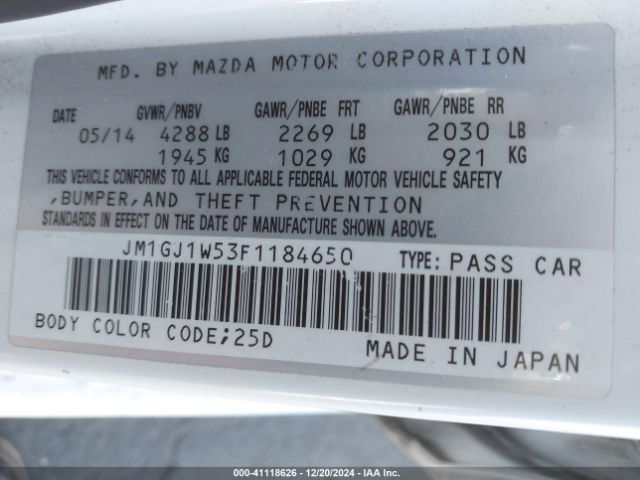 MFD. BY MAZDA MOTOR CORPORATION
DATE GVWR/PNBV GAWR/PNBE FRT GAWR/PNBE RR
05/14 4288 LB 2269 LB 2030 LB
1945 KG 1029 KG 921 KG
THIS VEHICLE CONFORMS TO ALL APPLICABLE FEDERAL MOTOR VEHICLE SAFETY
,BUMPER,AND THEFT PREVENTION
STANDARDS IN EFFECT ON THE DATE OF MANUFACTURE SHOWN ABOVE.
JM1GJ1W53F1184650 TYPE: PASS CAR
BODY COLOR CODE;25D
MADE IN JAPAN
000-41118626 - 12/20/2024 - IAA Inc.